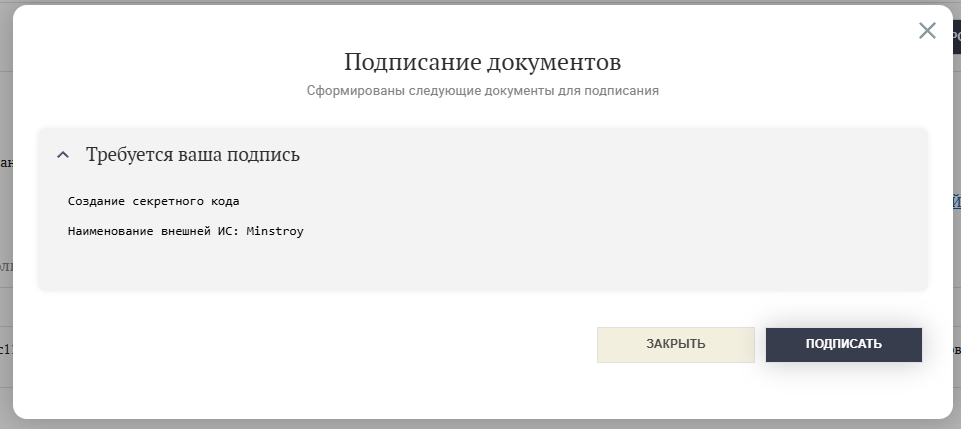 Подписание документов
Сформированы следующие документы для подписания
Требуется ваша подпись
Создание секретного кода
Наименование внешней ИС: Minstroy
ЗАКРЫТЬ
ПОДПИСАТЬ